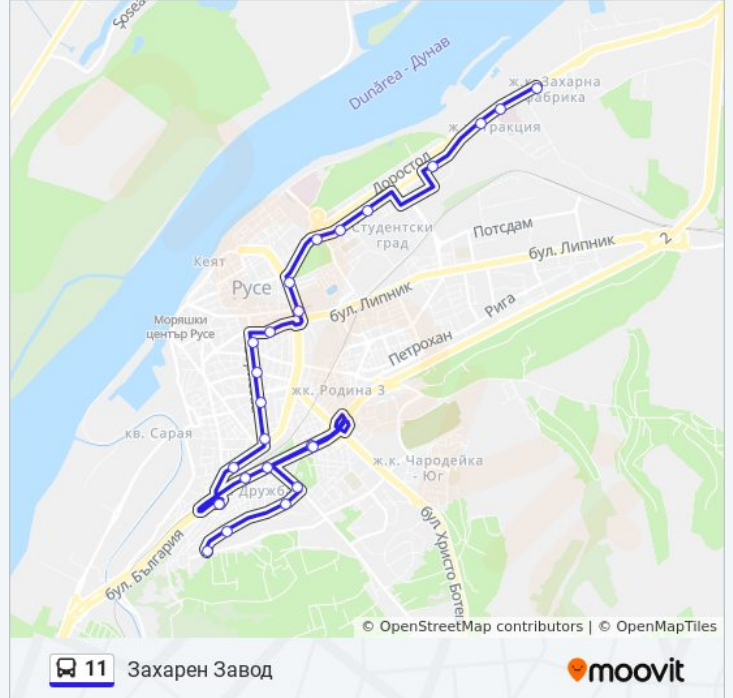 Șosea
Dunărea - Дунав
ж.к. Захарна
фабрика
ж.к. Тракция
Доростол
Студентски
град
Потсдам
бул. Липник
2
Кеят
Русе
бул. Липник
Рига
Моряшки
център Русе
Петрохан
жк. Родина 3
кв. Сарая
ж.к. Чародейка
- Юг
Дружба
бул. България
бул. Христо Ботев
© OpenStreetMap contributors | © OpenMapTiles
11 Захарен Завод
moovit